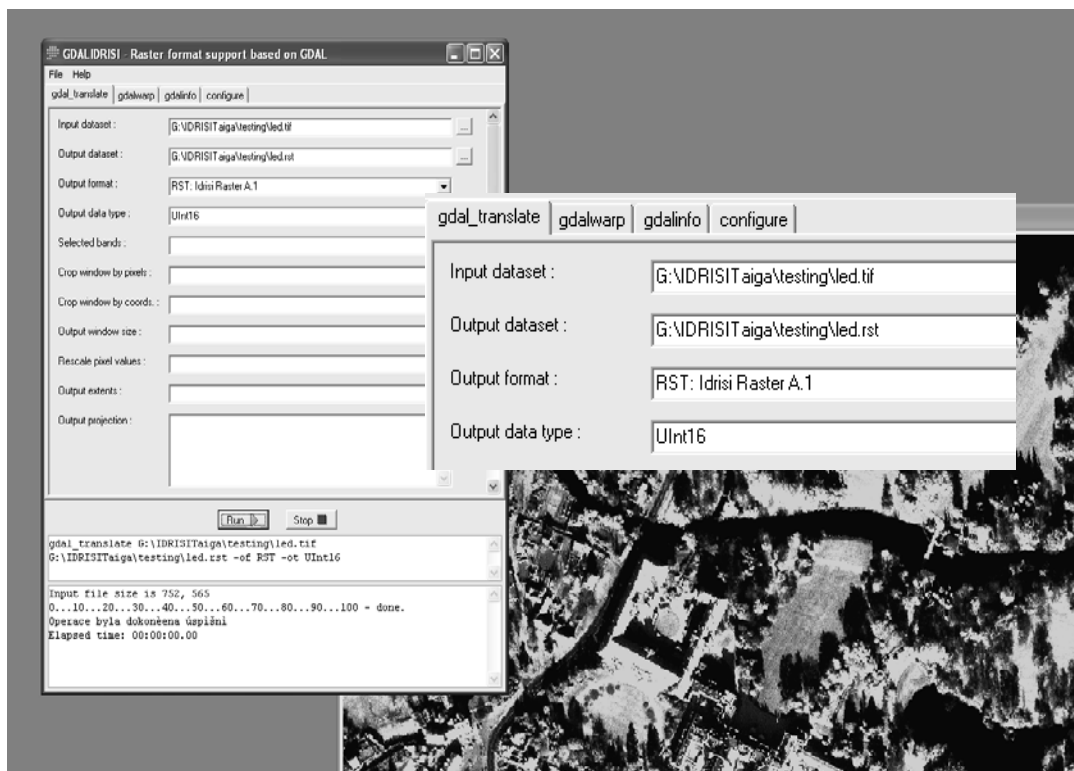 GDALIDRISI - Raster format support based on GDAL
File Help
gdal_translate gdalwarp gdalinfo configure
Input dataset : G:\IDRISITaiga\testing\led.tif ...
Output dataset : G:\IDRISITaiga\testing\led.rst ...
Output format : RST: Idrisi Raster A.1
Output data type : UInt16
Selected bands :
Crop window by pixels :
Crop window by coords. :
Output window size :
Rescale pixel values :
Output extents :
Output projection :
Run Stop
gdal_translate G:\IDRISITaiga\testing\led.tif
G:\IDRISITaiga\testing\led.rst -of RST -ot UInt16
Input file size is 752, 565
0...10...20...30...40...50...60...70...80...90...100 - done.
Operace byla dokonèena úspìšnì
Elapsed time: 00:00:00.00
gdal_translate gdalwarp gdalinfo configure
Input dataset : G:\IDRISITaiga\testing\led.tif
Output dataset : G:\IDRISITaiga\testing\led.rst
Output format : RST: Idrisi Raster A.1
Output data type : UInt16